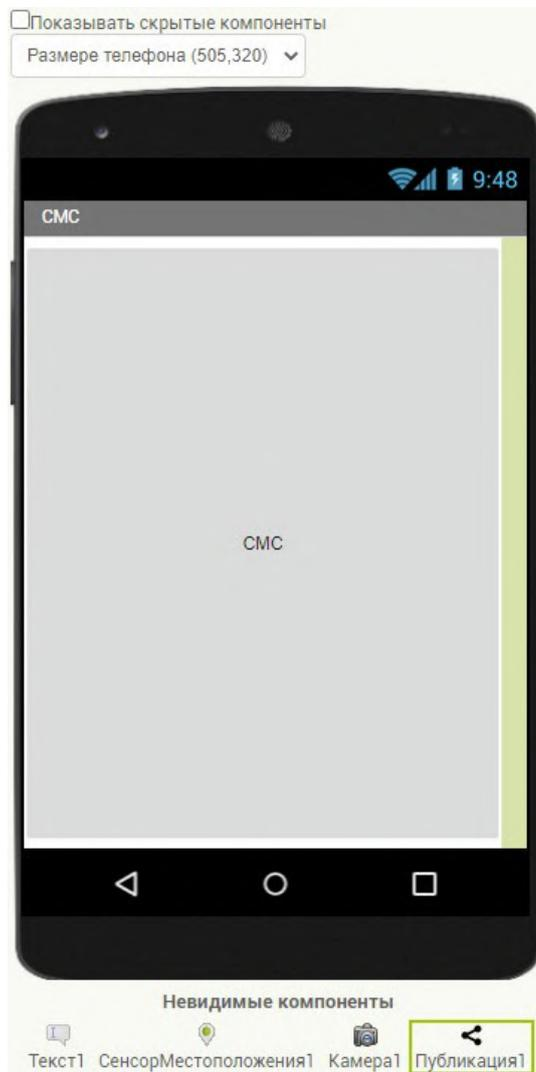 Показывать скрытые компоненты
Размере телефона (505,320)
9:48
СМС
СМС
Невидимые компоненты
Текст1 СенсорМестоположения1 Камера1 Публикация1